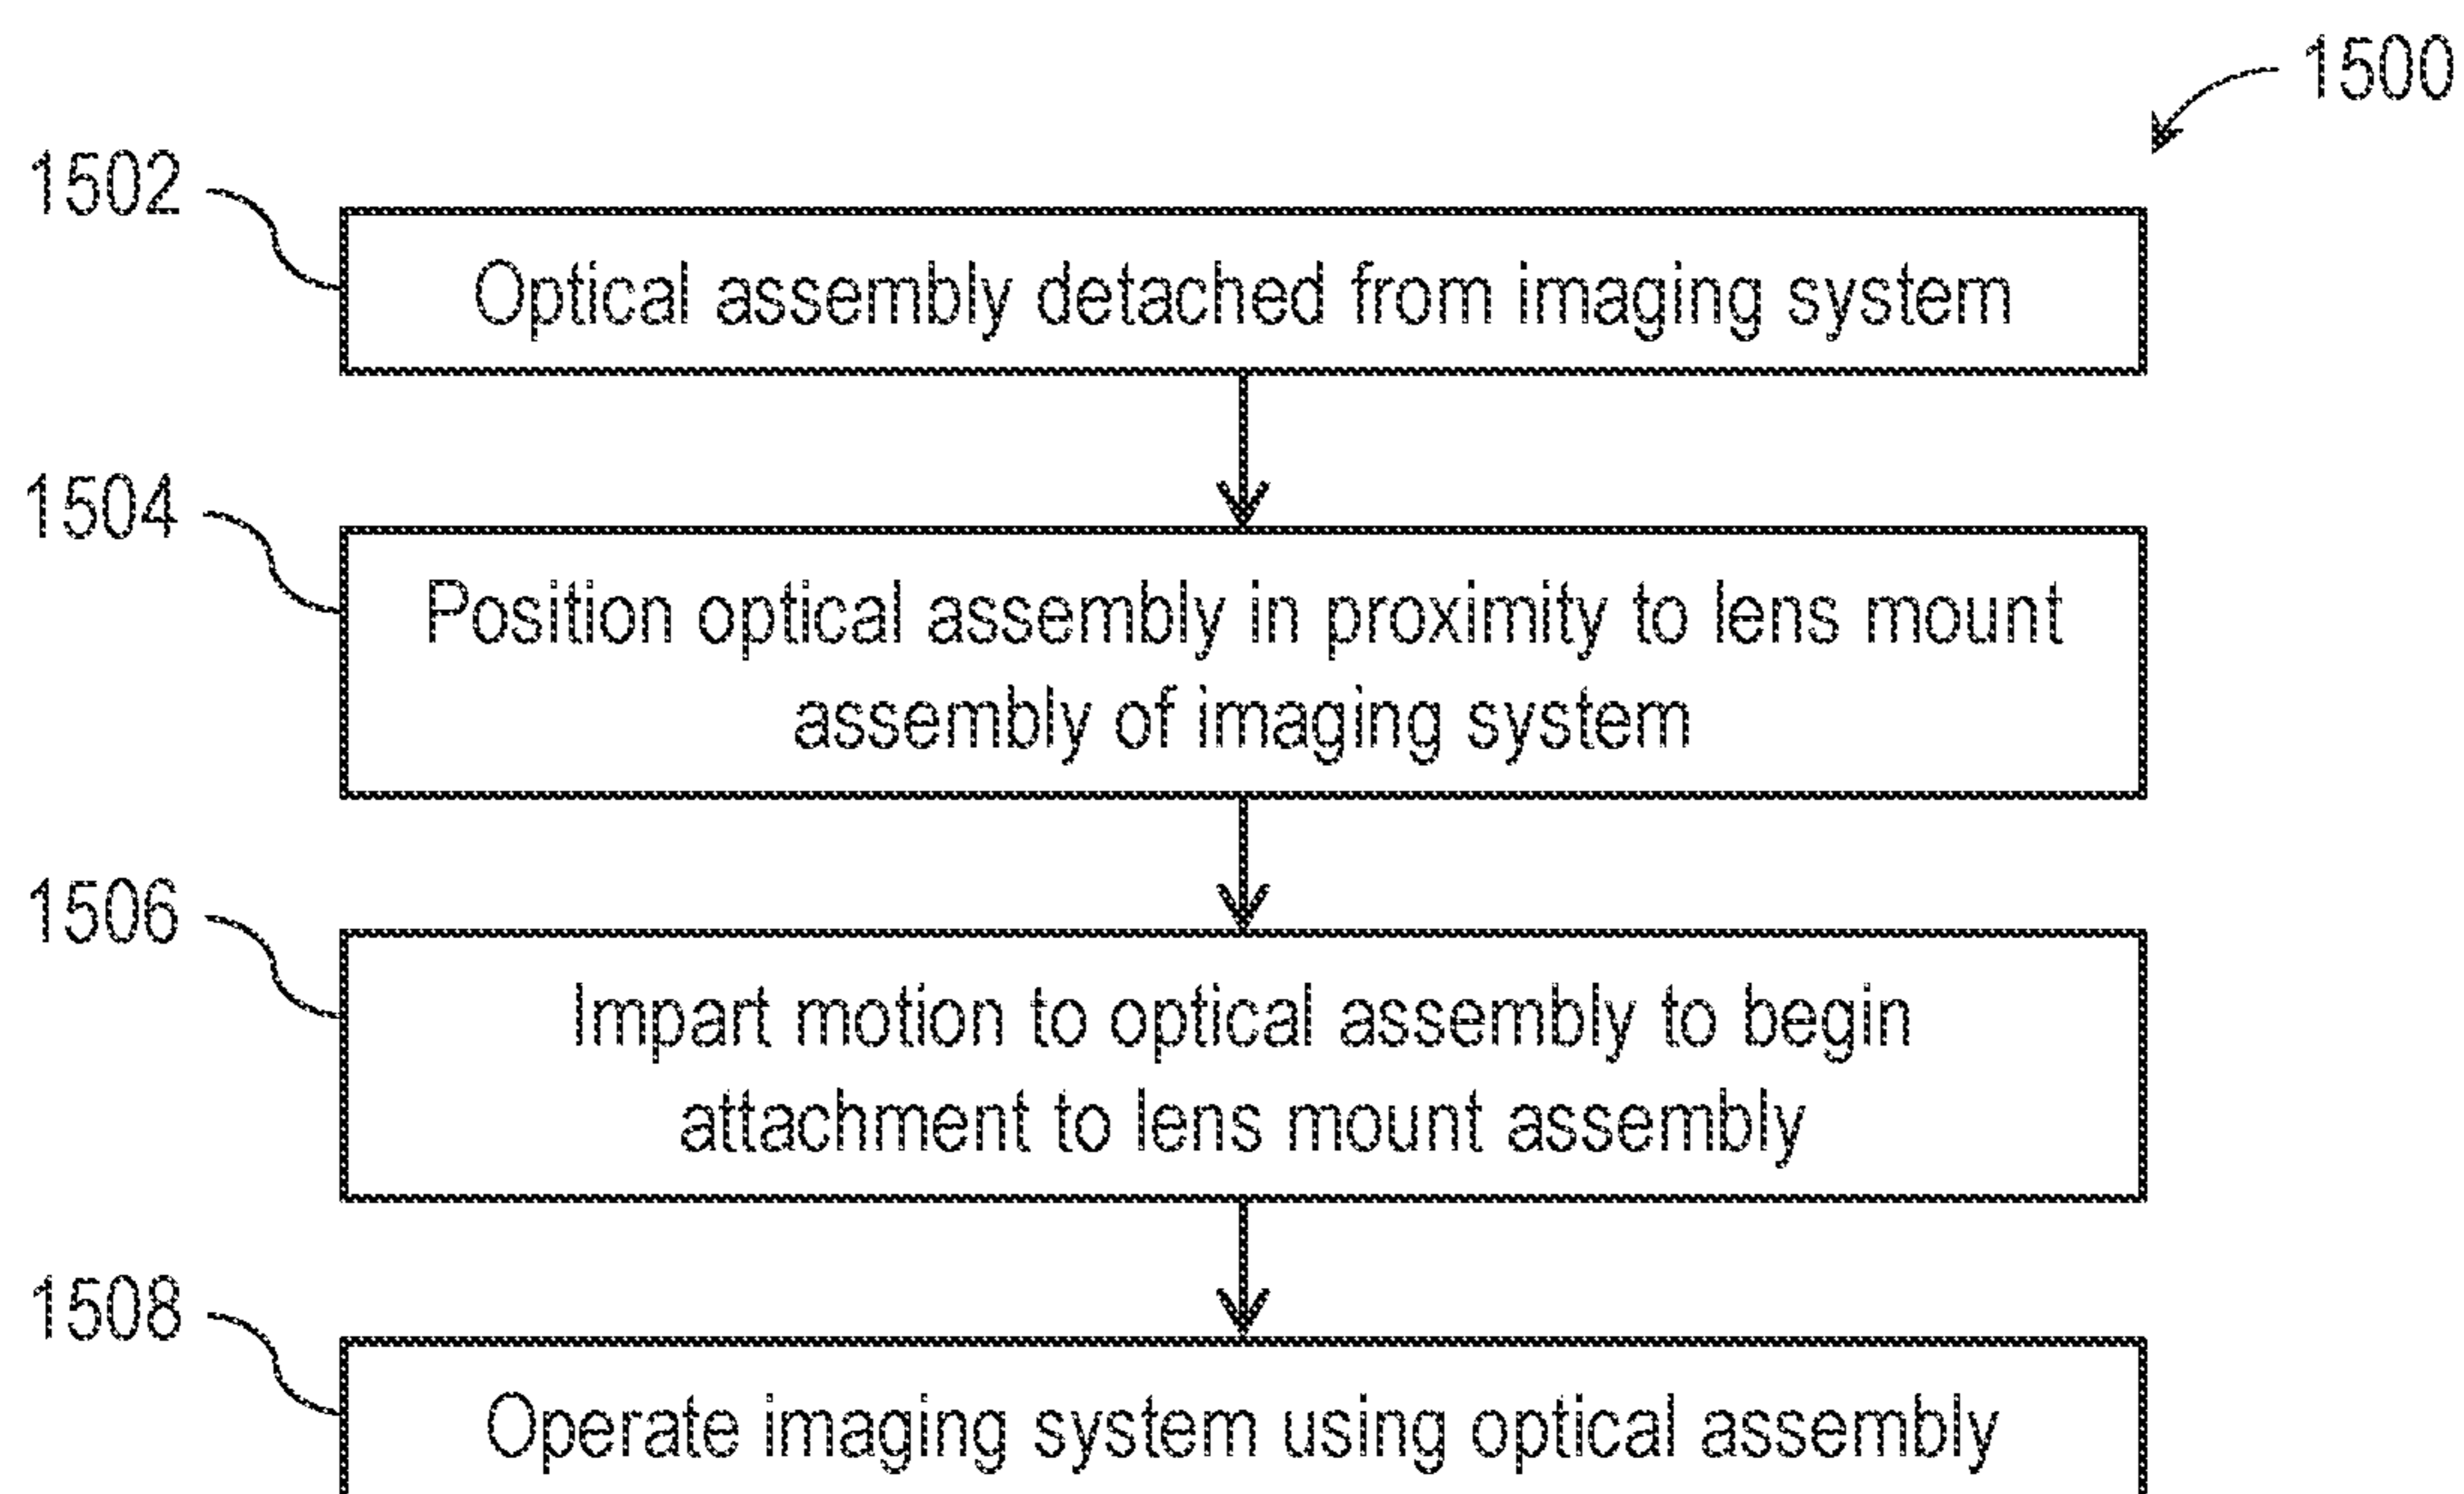 1500
1502
Optical assembly detached from imaging system
1504
Position optical assembly in proximity to lens mount
assembly of imaging system
1506
Impart motion to optical assembly to begin
attachment to lens mount assembly
1508
Operate imaging system using optical assembly